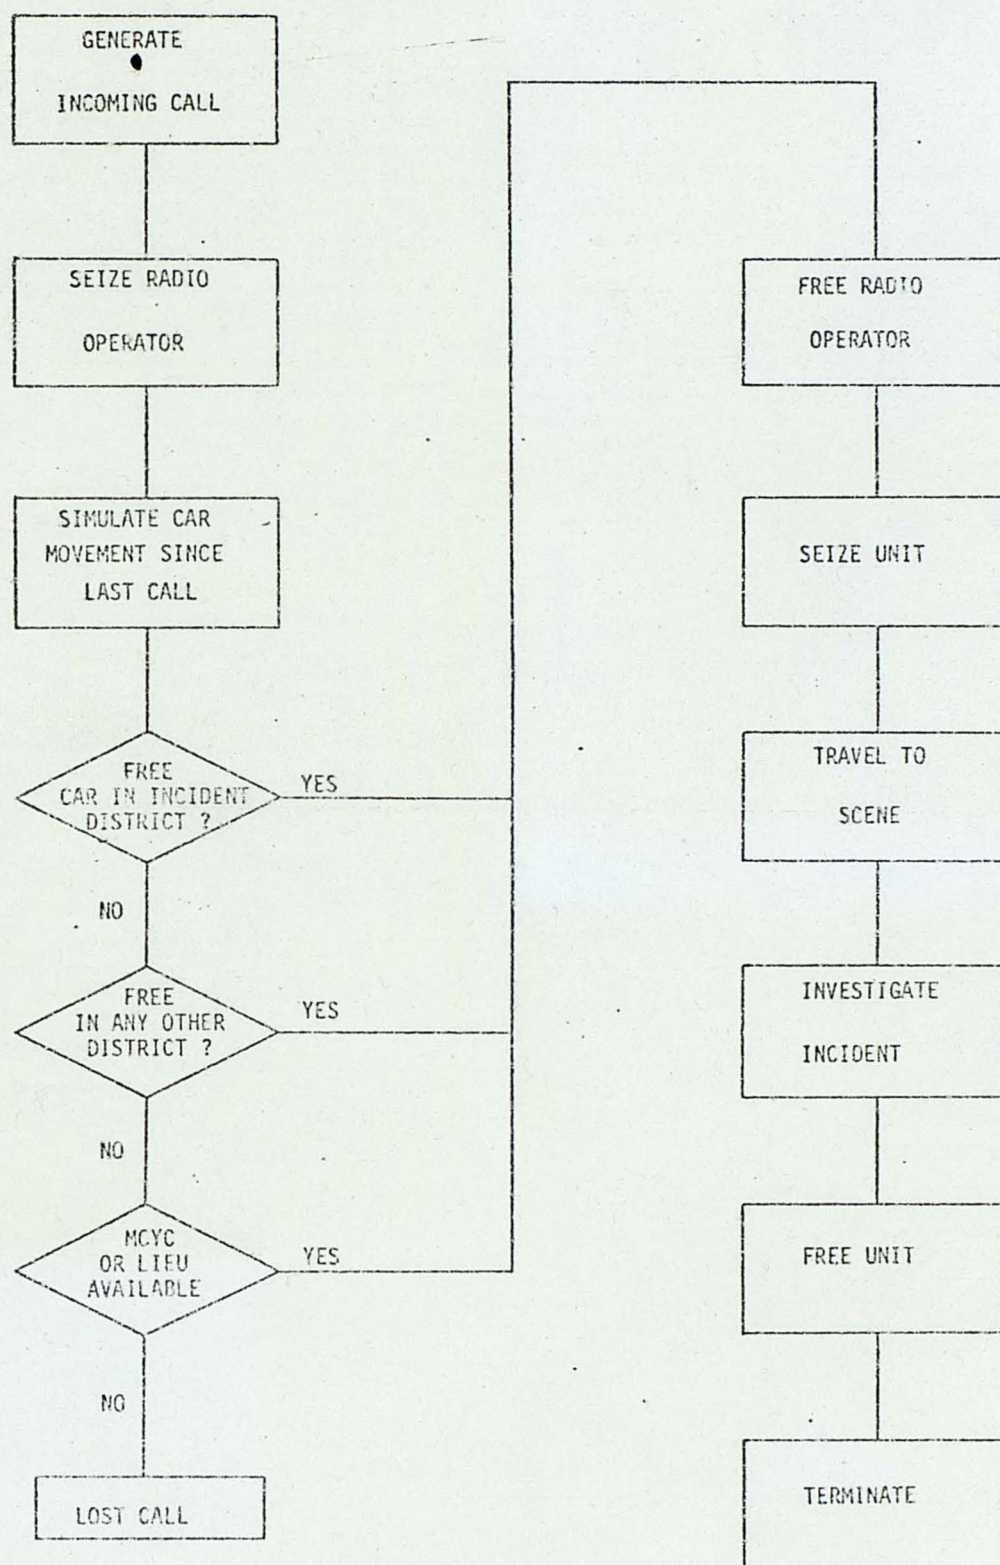 GENERATE
INCOMING CALL
SEIZE RADIO
OPERATOR
SIMULATE CAR
MOVEMENT SINCE
LAST CALL
FREE
CAR IN INCIDENT
DISTRICT ?
YES
NO
FREE
IN ANY OTHER
DISTRICT ?
YES
NO
MCYC
OR LIEU
AVAILABLE
YES
NO
LOST CALL
FREE RADIO
OPERATOR
SEIZE UNIT
TRAVEL TO
SCENE
INVESTIGATE
INCIDENT
FREE UNIT
TERMINATE